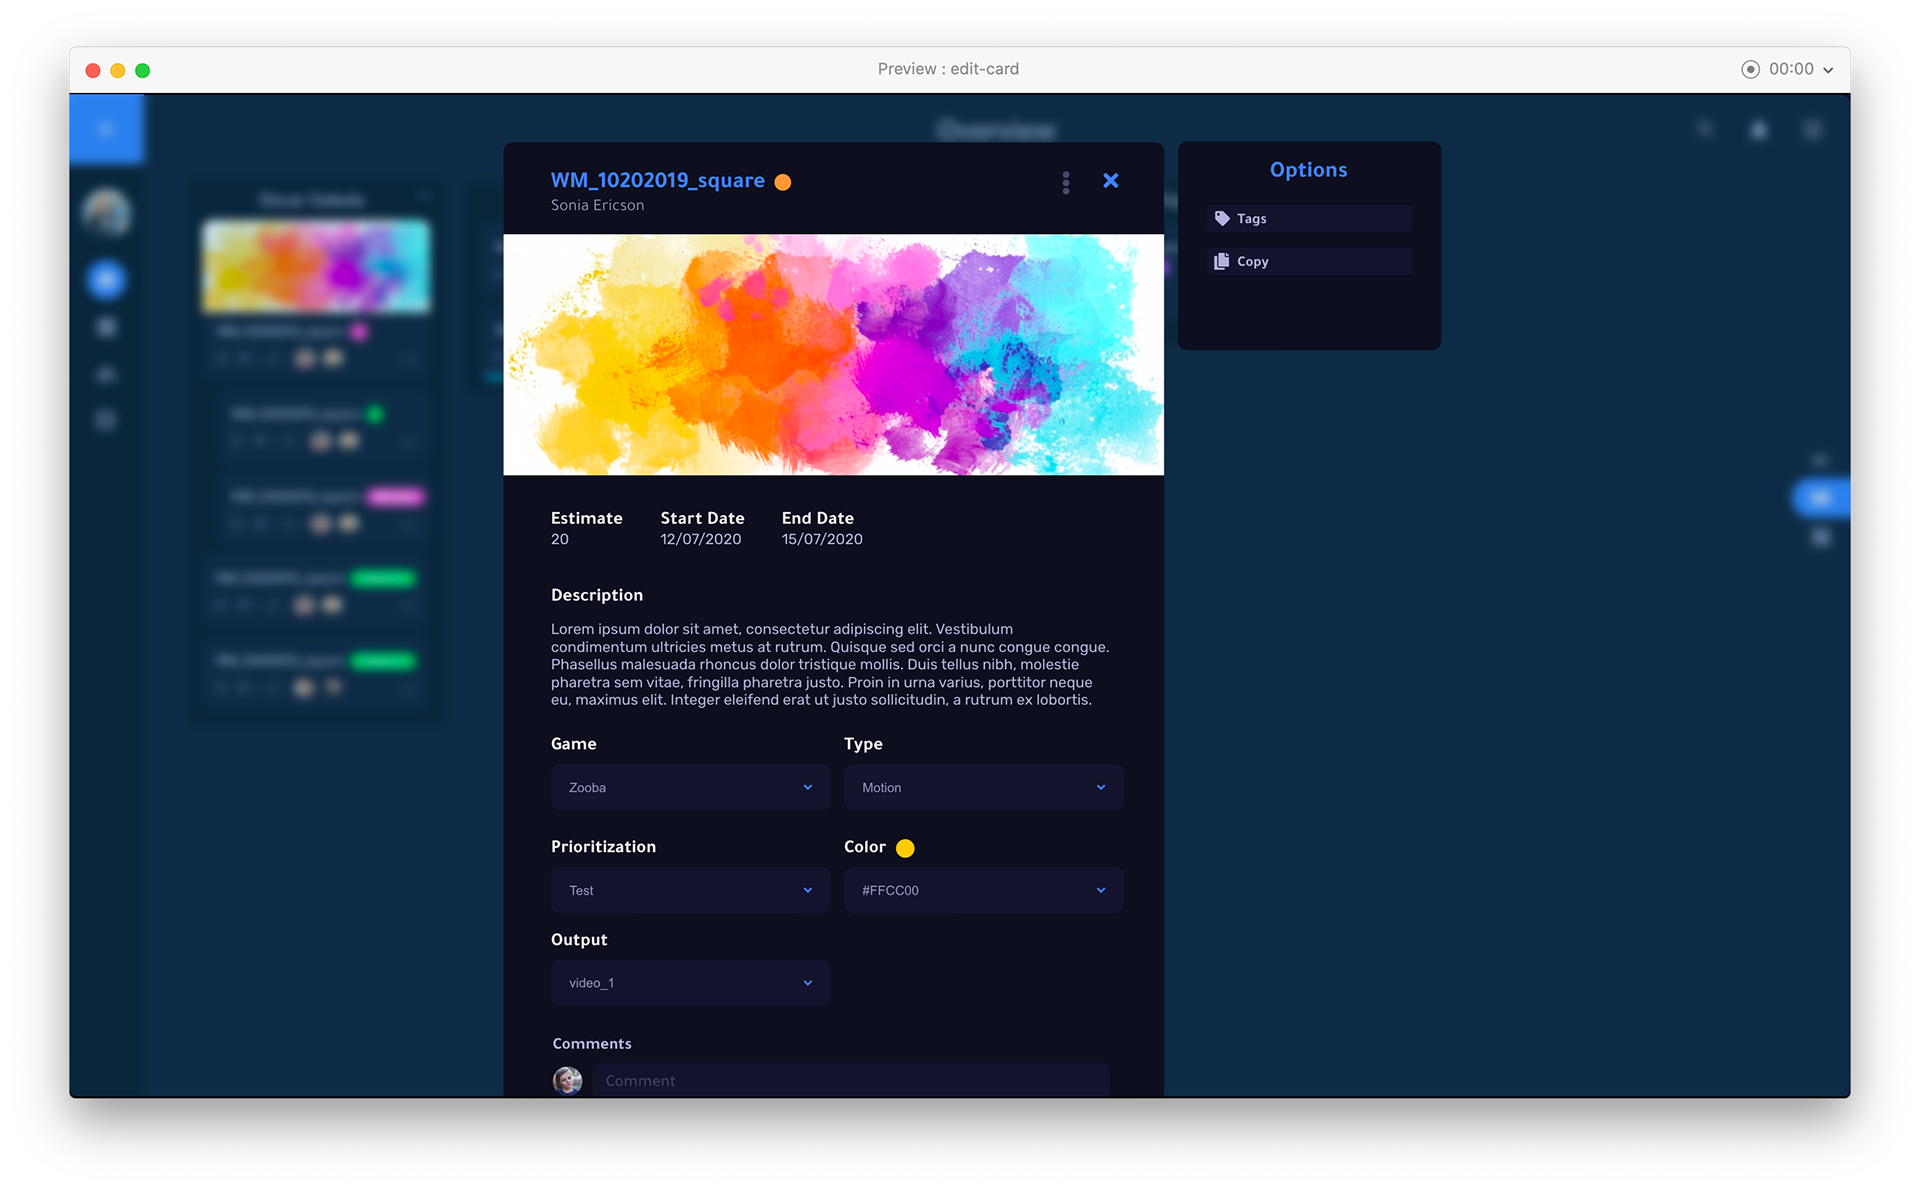 Preview : edit-card
00:00
Overview
WM_10202019_square
Sonia Ericson
Options
Tags
Copy
Estimate
Start Date
End Date
20
12/07/2020
15/07/2020
Description
Lorem ipsum dolor sit amet, consectetur adipiscing elit. Vestibulum
condimentum ultricies metus at rutrum. Quisque sed orci a nunc congue congue.
Phasellus malesuada rhoncus dolor tristique mollis. Duis tellus nibh, molestie
pharetra sem vitae, fringilla pharetra justo. Proin in urna varius, porttitor neque
eu, maximus elit. Integer eleifend erat ut justo sollicitudin, a rutrum ex lobortis.
Game
Type
Zooba
Motion
Prioritization
Color
Test
#FFCC00
Output
video_1
Comments
Comment